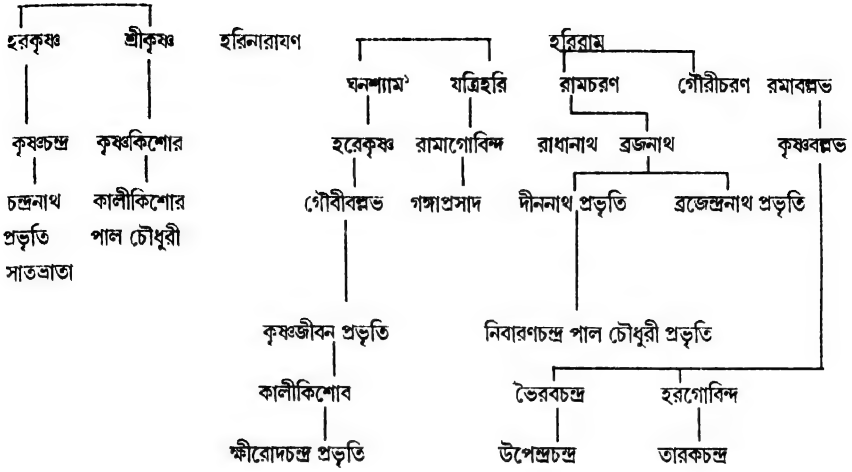 হরকৃষ্ণ শ্রীকৃষ্ণ হরিনারায়ণ হরিরাম
ঘনশ্যাম¹ যত্রিহরি রামচরণ গৌরীচরণ রমাবল্লভ
কৃষ্ণচন্দ্র কৃষ্ণকিশোর হরেকৃষ্ণ রামাগোবিন্দ রাধানাথ ব্রজনাথ কৃষ্ণবল্লভ
চন্দ্রনাথ কালীকিশোর গৌবীবল্লভ গঙ্গাপ্রসাদ দীননাথ প্রভৃতি ব্রজেন্দ্রনাথ প্রভৃতি
প্রভৃতি পাল চৌধুরী
সাতভ্রাতা
কৃষ্ণজীবন প্রভৃতি নিবারণচন্দ্র পাল চৌধুরী প্রভৃতি
কালীকিশোব ভৈরবচন্দ্র হরগোবিন্দ
ক্ষীরোদচন্দ্র প্রভৃতি উপেন্দ্রচন্দ্র তারকচন্দ্র